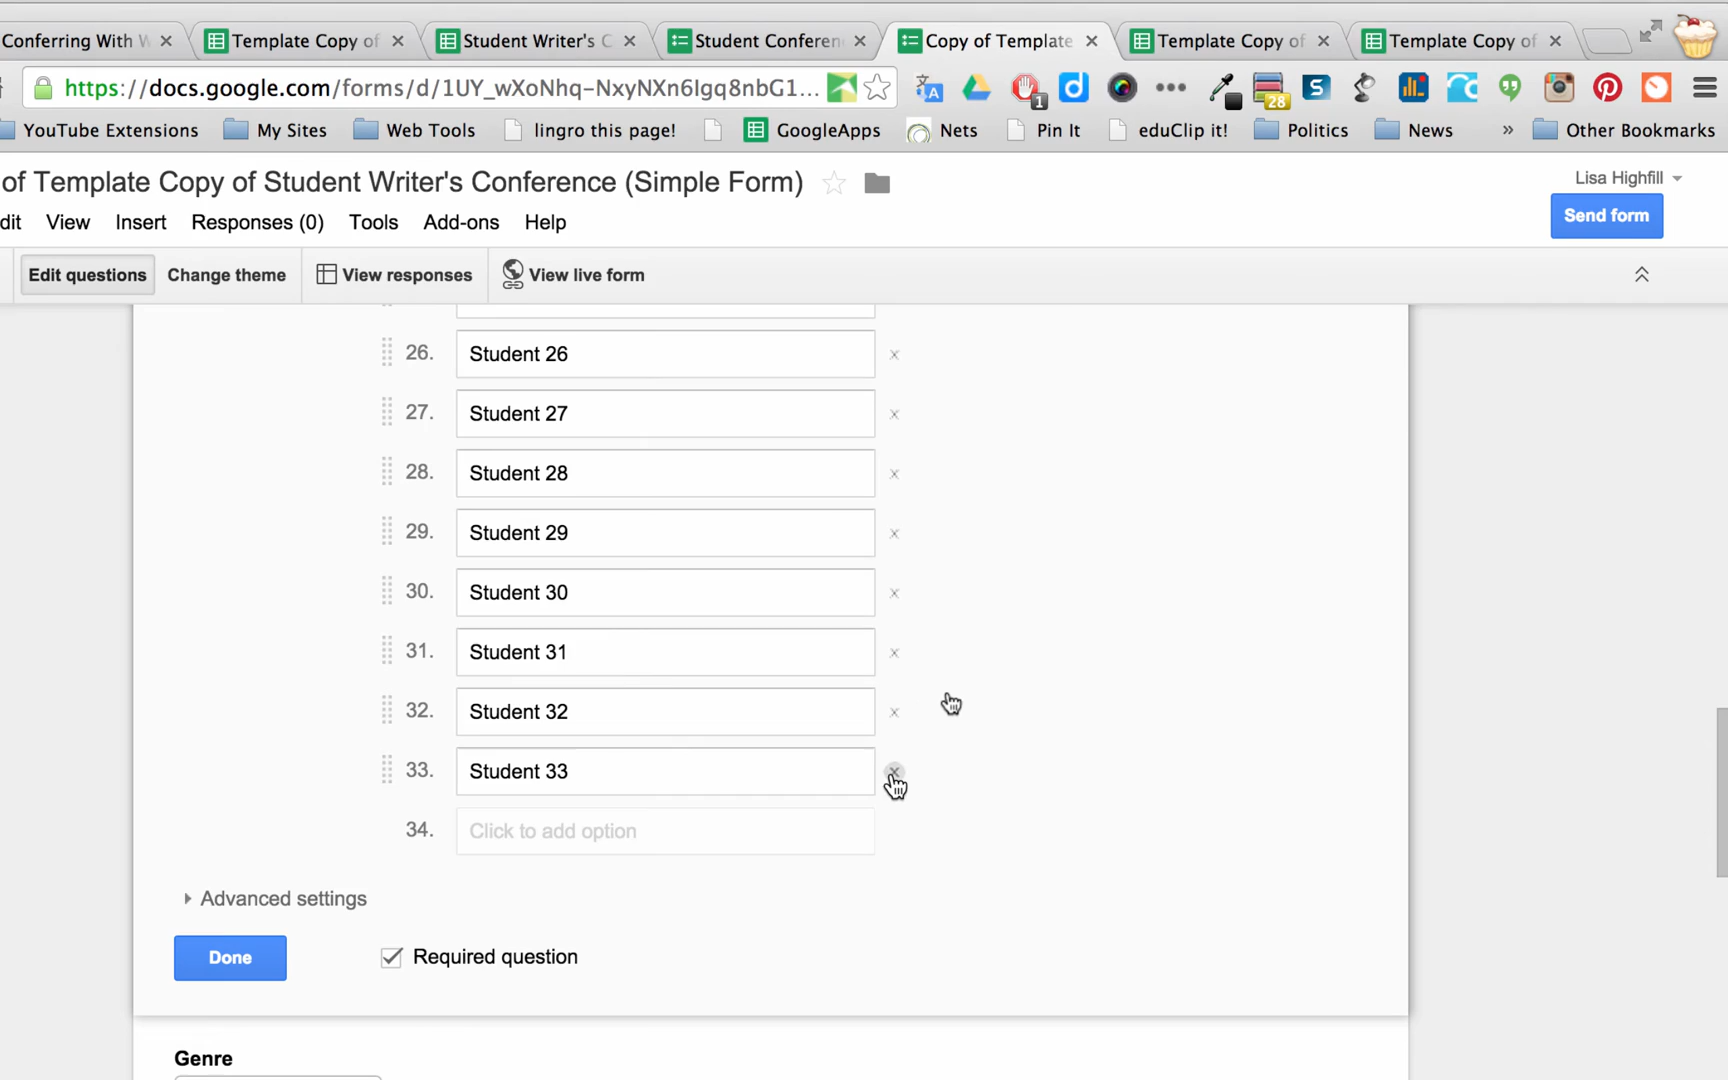 Conferring With W
Template Copy of
Student Writer's C
Student Conferen
Copy of Template
Template Copy of
Template Copy of
https://docs.google.com/forms/d/1UY_wXoNhq-NxyNXn6Igq8nbG1...
1
28
YouTube Extensions
My Sites
Web Tools
lingro this page!
GoogleApps
Nets
Pin It
eduClip it!
Politics
News
»
Other Bookmarks
of Template Copy of Student Writer's Conference (Simple Form)
Lisa Highfill
dit View Insert Responses (0) Tools Add-ons Help
Send form
Edit questions
Change theme
View responses
View live form
26. Student 26
27. Student 27
28. Student 28
29. Student 29
30. Student 30
31. Student 31
32. Student 32
33. Student 33
34. Click to add option
Advanced settings
Done
Required question
Genre